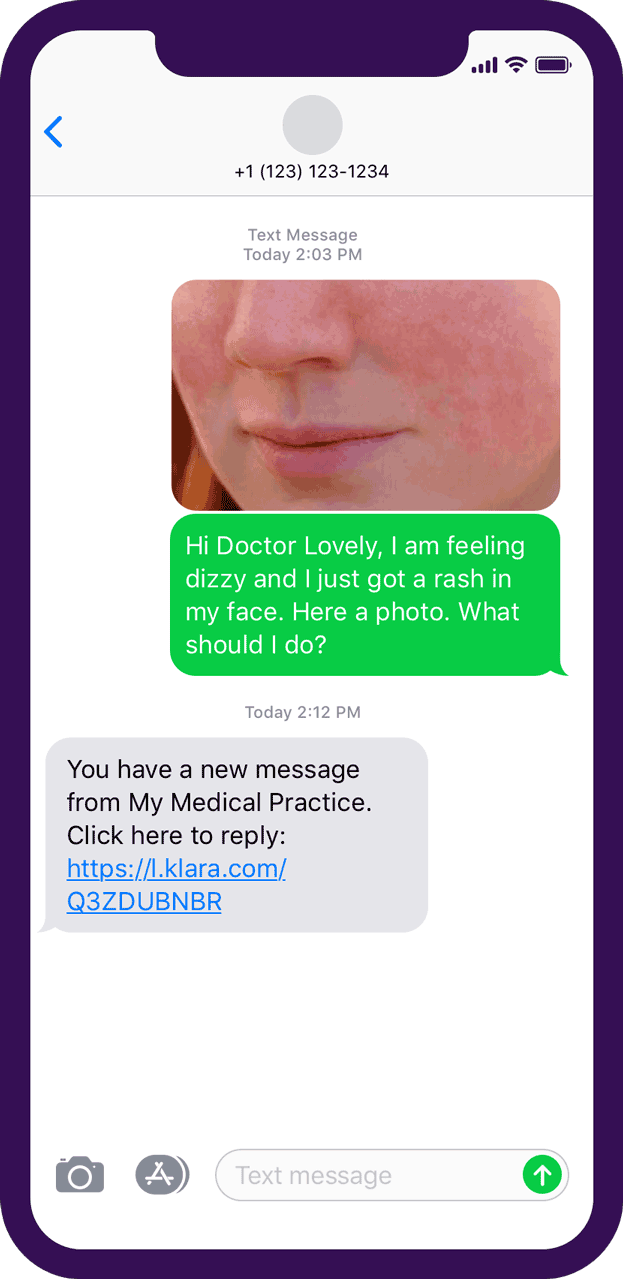 +1 (123) 123-1234
Text Message
Today 2:03 PM
Hi Doctor Lovely, I am feeling
dizzy and I just got a rash in
my face. Here a photo. What
should I do?
Today 2:12 PM
You have a new message
from My Medical Practice.
Click here to reply:
https://l.klara.com/
Q3ZDUBNBR
Text message